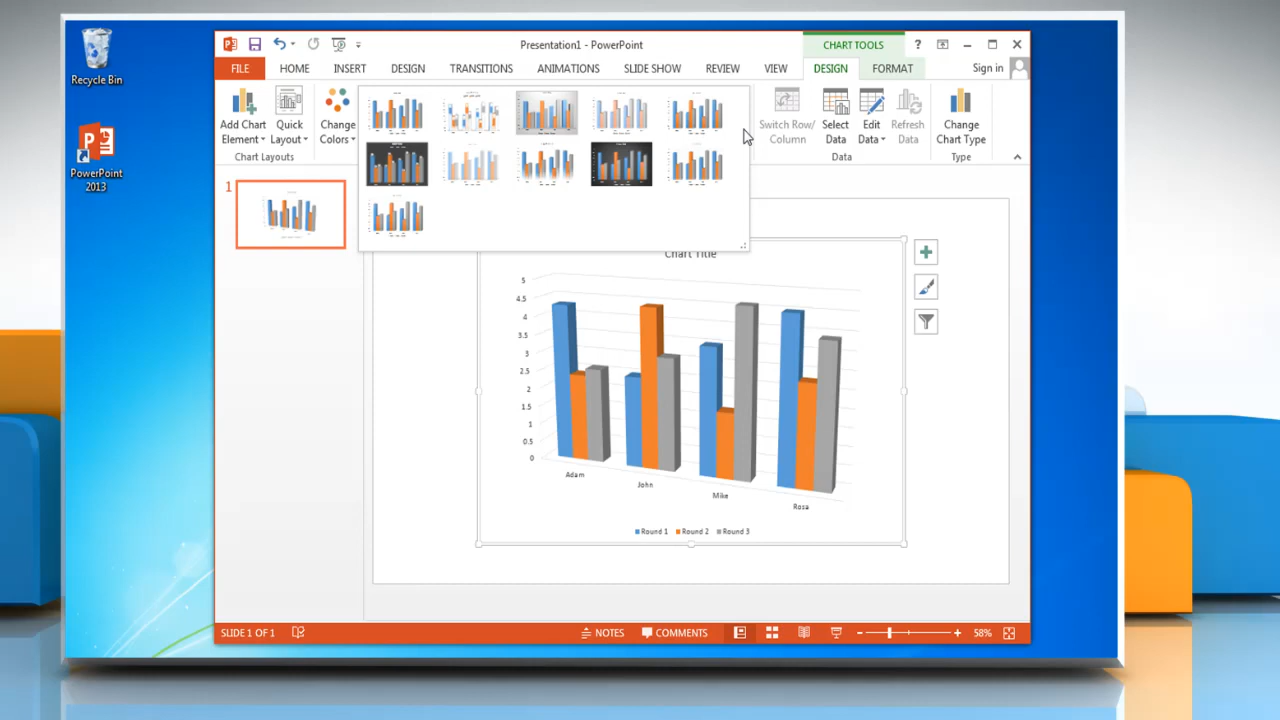 Recycle Bin
PowerPoint
2013
Presentation1 - PowerPoint
CHART TOOLS
?
FILE
HOME
INSERT
DESIGN
TRANSITIONS
ANIMATIONS
SLIDE SHOW
REVIEW
VIEW
DESIGN
FORMAT
Sign in
Add Chart
Element
Quick
Layout
Change
Colors
Switch Row/
Column
Select
Data
Edit
Data
Refresh
Data
Change
Chart Type
Chart Layouts
Data
Type
1
Chart Title
5
4.5
4
3.5
3
2.5
2
1.5
1
0.5
0
Adam
John
Mike
Rosa
Round 1
Round 2
Round 3
SLIDE 1 OF 1
NOTES
COMMENTS
58%